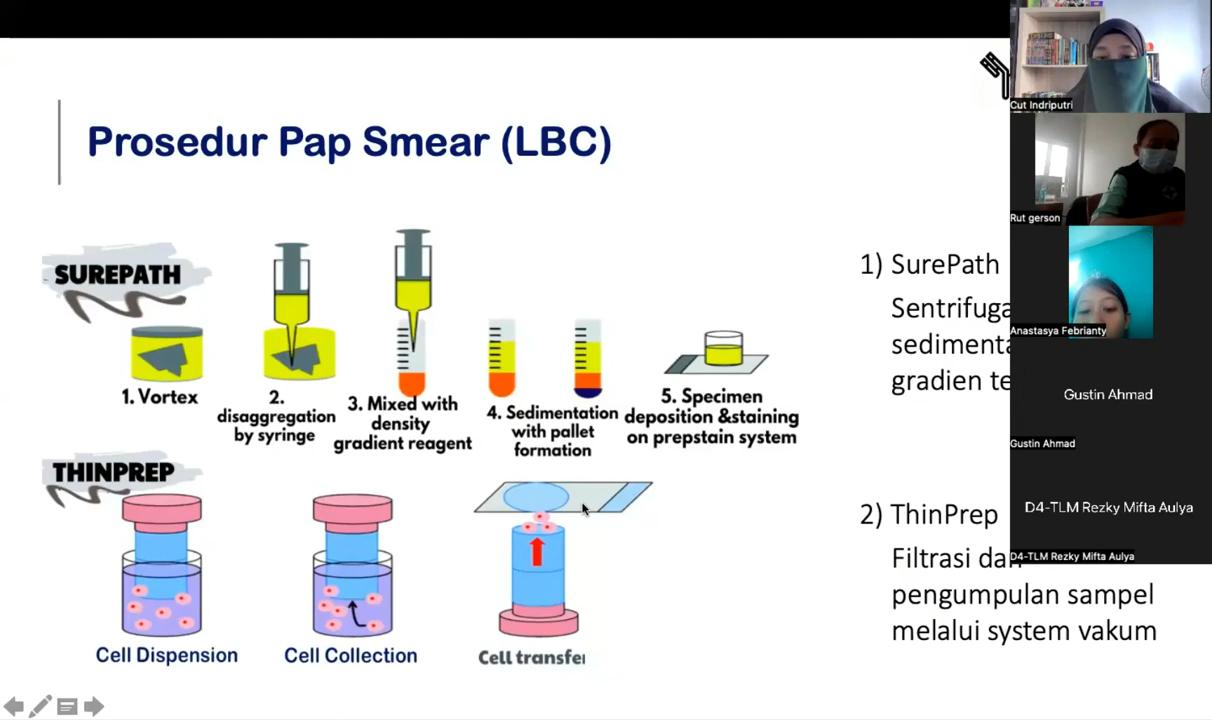 Prosedur Pap Smear (LBC)
SUREPATH
1. Vortex
2.
disaggregation
by syringe
3. Mixed with
density
gradient reagent
4. Sedimentation
with pallet
formation
5. Specimen
deposition &staining
on prepstain system
THINPREP
Cell Dispension
Cell Collection
Cell transfer
1) SurePath
Sentrifuga
sedimenta
gradien te
2) ThinPrep
Filtrasi dan
pengumpulan sampel
melalui system vakum
Cut Indriputri
Rut gerson
Anastasya Febrianty
Gustin Ahmad
Gustin Ahmad
D4-TLM Rezky Mifta Aulya
D4-TLM Rezky Mifta Aulya